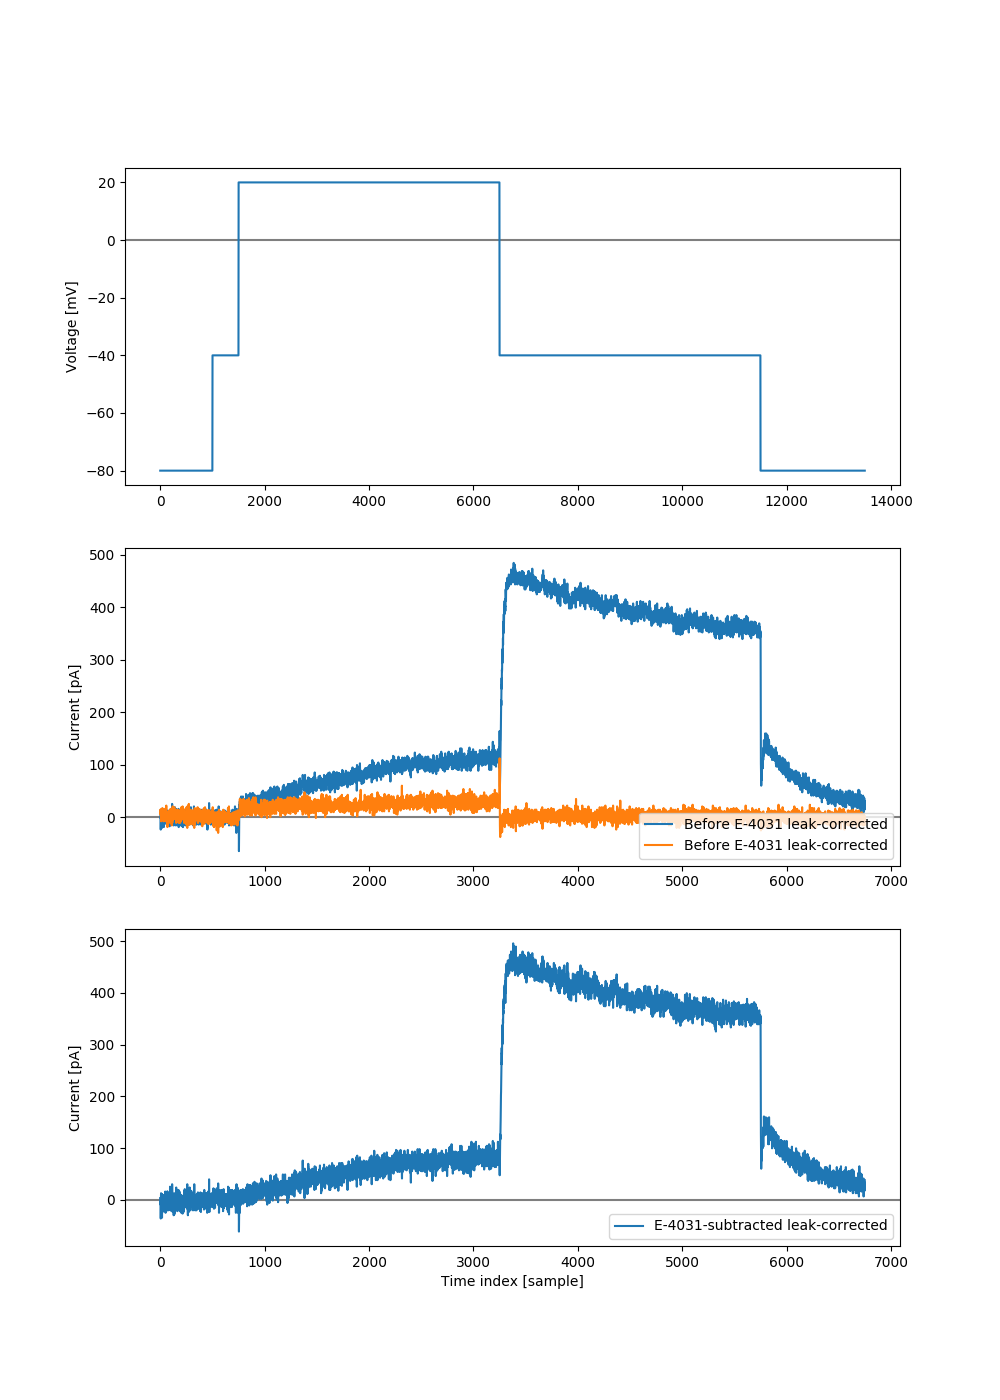 20
0
−20
−40
−60
−80
Voltage [mV]
0 2000 4000 6000 8000 10000 12000 14000
500
400
300
200
100
0
Current [pA]
Before E-4031 leak-corrected
Before E-4031 leak-corrected
0 1000 2000 3000 4000 5000 6000 7000
500
400
300
200
100
0
Current [pA]
E-4031-subtracted leak-corrected
0 1000 2000 3000 4000 5000 6000 7000
Time index [sample]